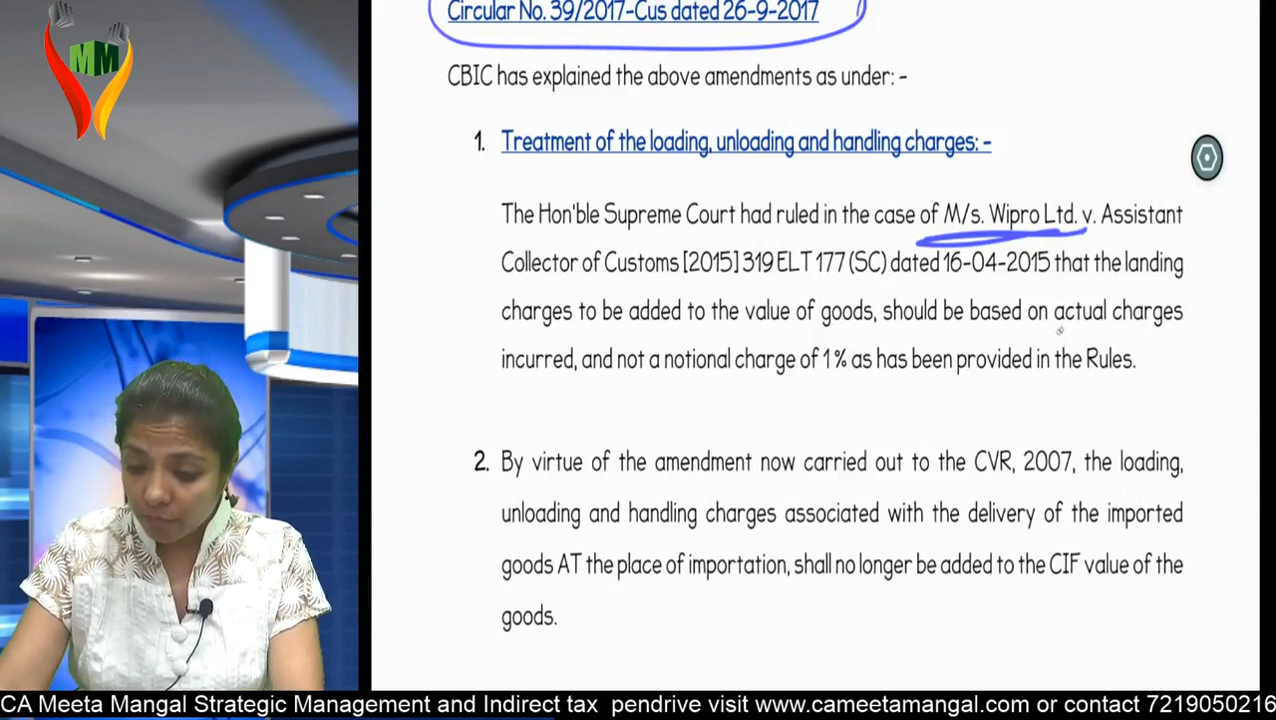 Circular No. 39/2017-Cus dated 26-9-2017
MM
CBIC has explained the above amendments as under: -
1. Treatment of the loading, unloading and handling charges: -
The Hon'ble Supreme Court had ruled in the case of M/s. Wipro Ltd. v. Assistant
Collector of Customs [2015] 319 ELT 177 (SC) dated 16-04-2015 that the landing
charges to be added to the value of goods, should be based on actual charges
incurred, and not a notional charge of 1% as has been provided in the Rules.
2. By virtue of the amendment now carried out to the CVR, 2007, the loading,
unloading and handling charges associated with the delivery of the imported
goods AT the place of importation, shall no longer be added to the CIF value of the
goods.
CA Meeta Mangal Strategic Management and Indirect tax pendrive visit www.cameetamangal.com or contact 7219050216